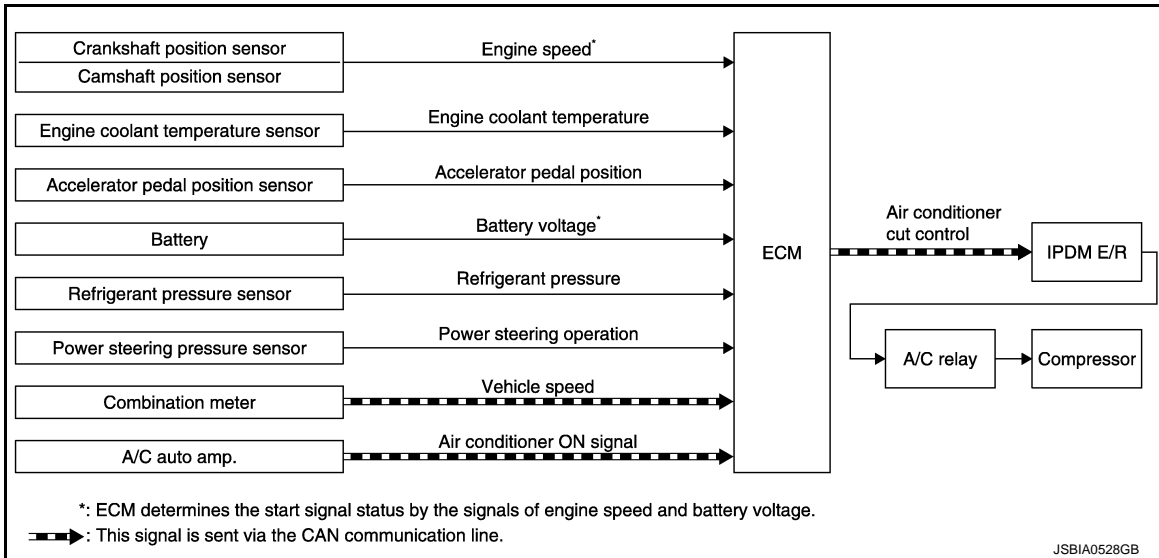 Crankshaft position sensor
Camshaft position sensor
Engine speed*
Engine coolant temperature sensor
Engine coolant temperature
Accelerator pedal position sensor
Accelerator pedal position
Battery
Battery voltage*
Refrigerant pressure sensor
Refrigerant pressure
Power steering pressure sensor
Power steering operation
Combination meter
Vehicle speed
A/C auto amp.
Air conditioner ON signal
ECM
Air conditioner
cut control
IPDM E/R
A/C relay
Compressor
*: ECM determines the start signal status by the signals of engine speed and battery voltage.
: This signal is sent via the CAN communication line.
JSBIA0528GB